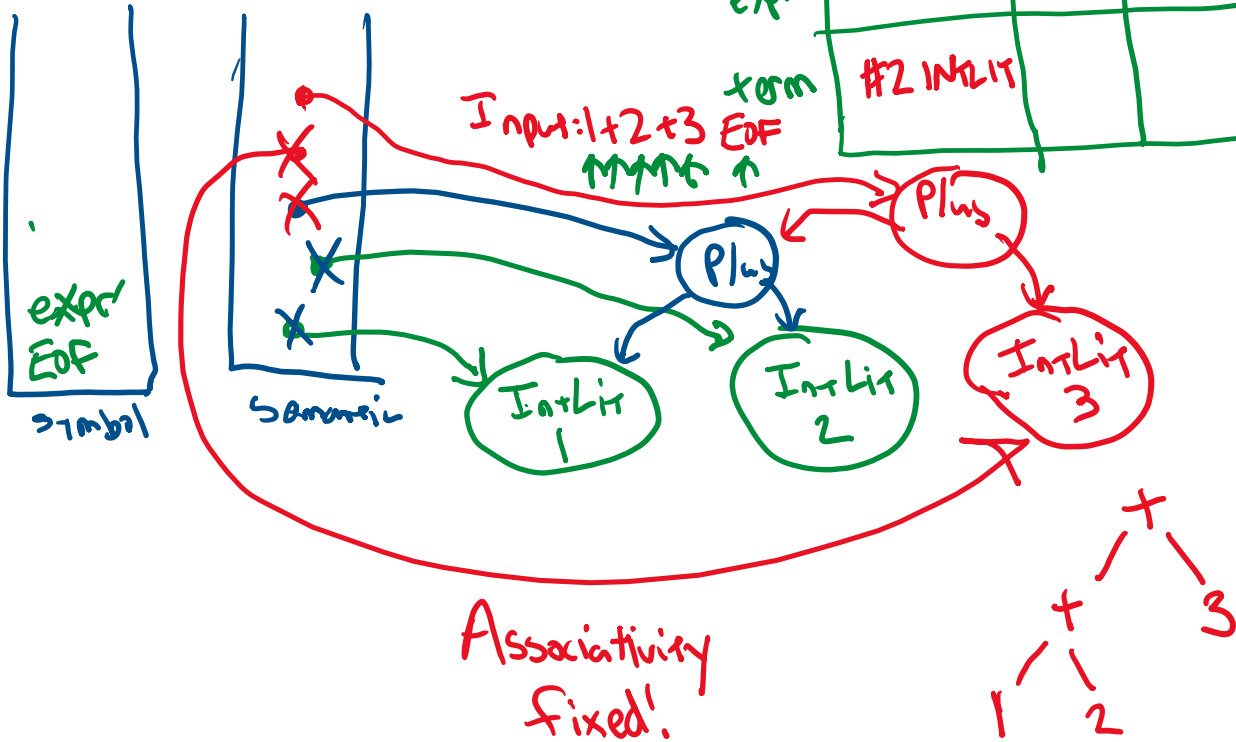 expr
term
#2 INTLIT
Input: 1+2+3 EOF
Plus
Plus
expr
EOF
IntLit
1
IntLit
2
IntLit
3
Symbol
Semantic
+
+
3
1
2
Associativity
fixed!